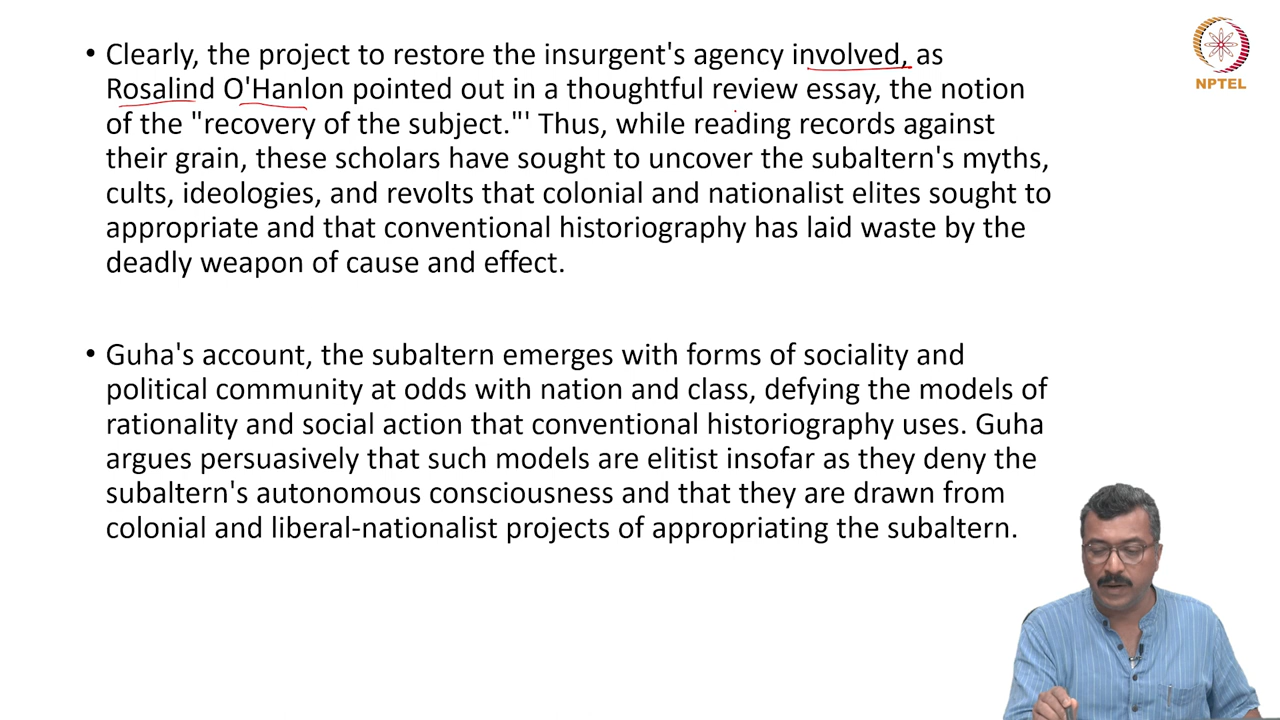 • Clearly, the project to restore the insurgent's agency involved, as
Rosalind O'Hanlon pointed out in a thoughtful review essay, the notion
of the "recovery of the subject."' Thus, while reading records against
their grain, these scholars have sought to uncover the subaltern's myths,
cults, ideologies, and revolts that colonial and nationalist elites sought to
appropriate and that conventional historiography has laid waste by the
deadly weapon of cause and effect.
• Guha's account, the subaltern emerges with forms of sociality and
political community at odds with nation and class, defying the models of
rationality and social action that conventional historiography uses. Guha
argues persuasively that such models are elitist insofar as they deny the
subaltern's autonomous consciousness and that they are drawn from
colonial and liberal-nationalist projects of appropriating the subaltern.
NPTEL